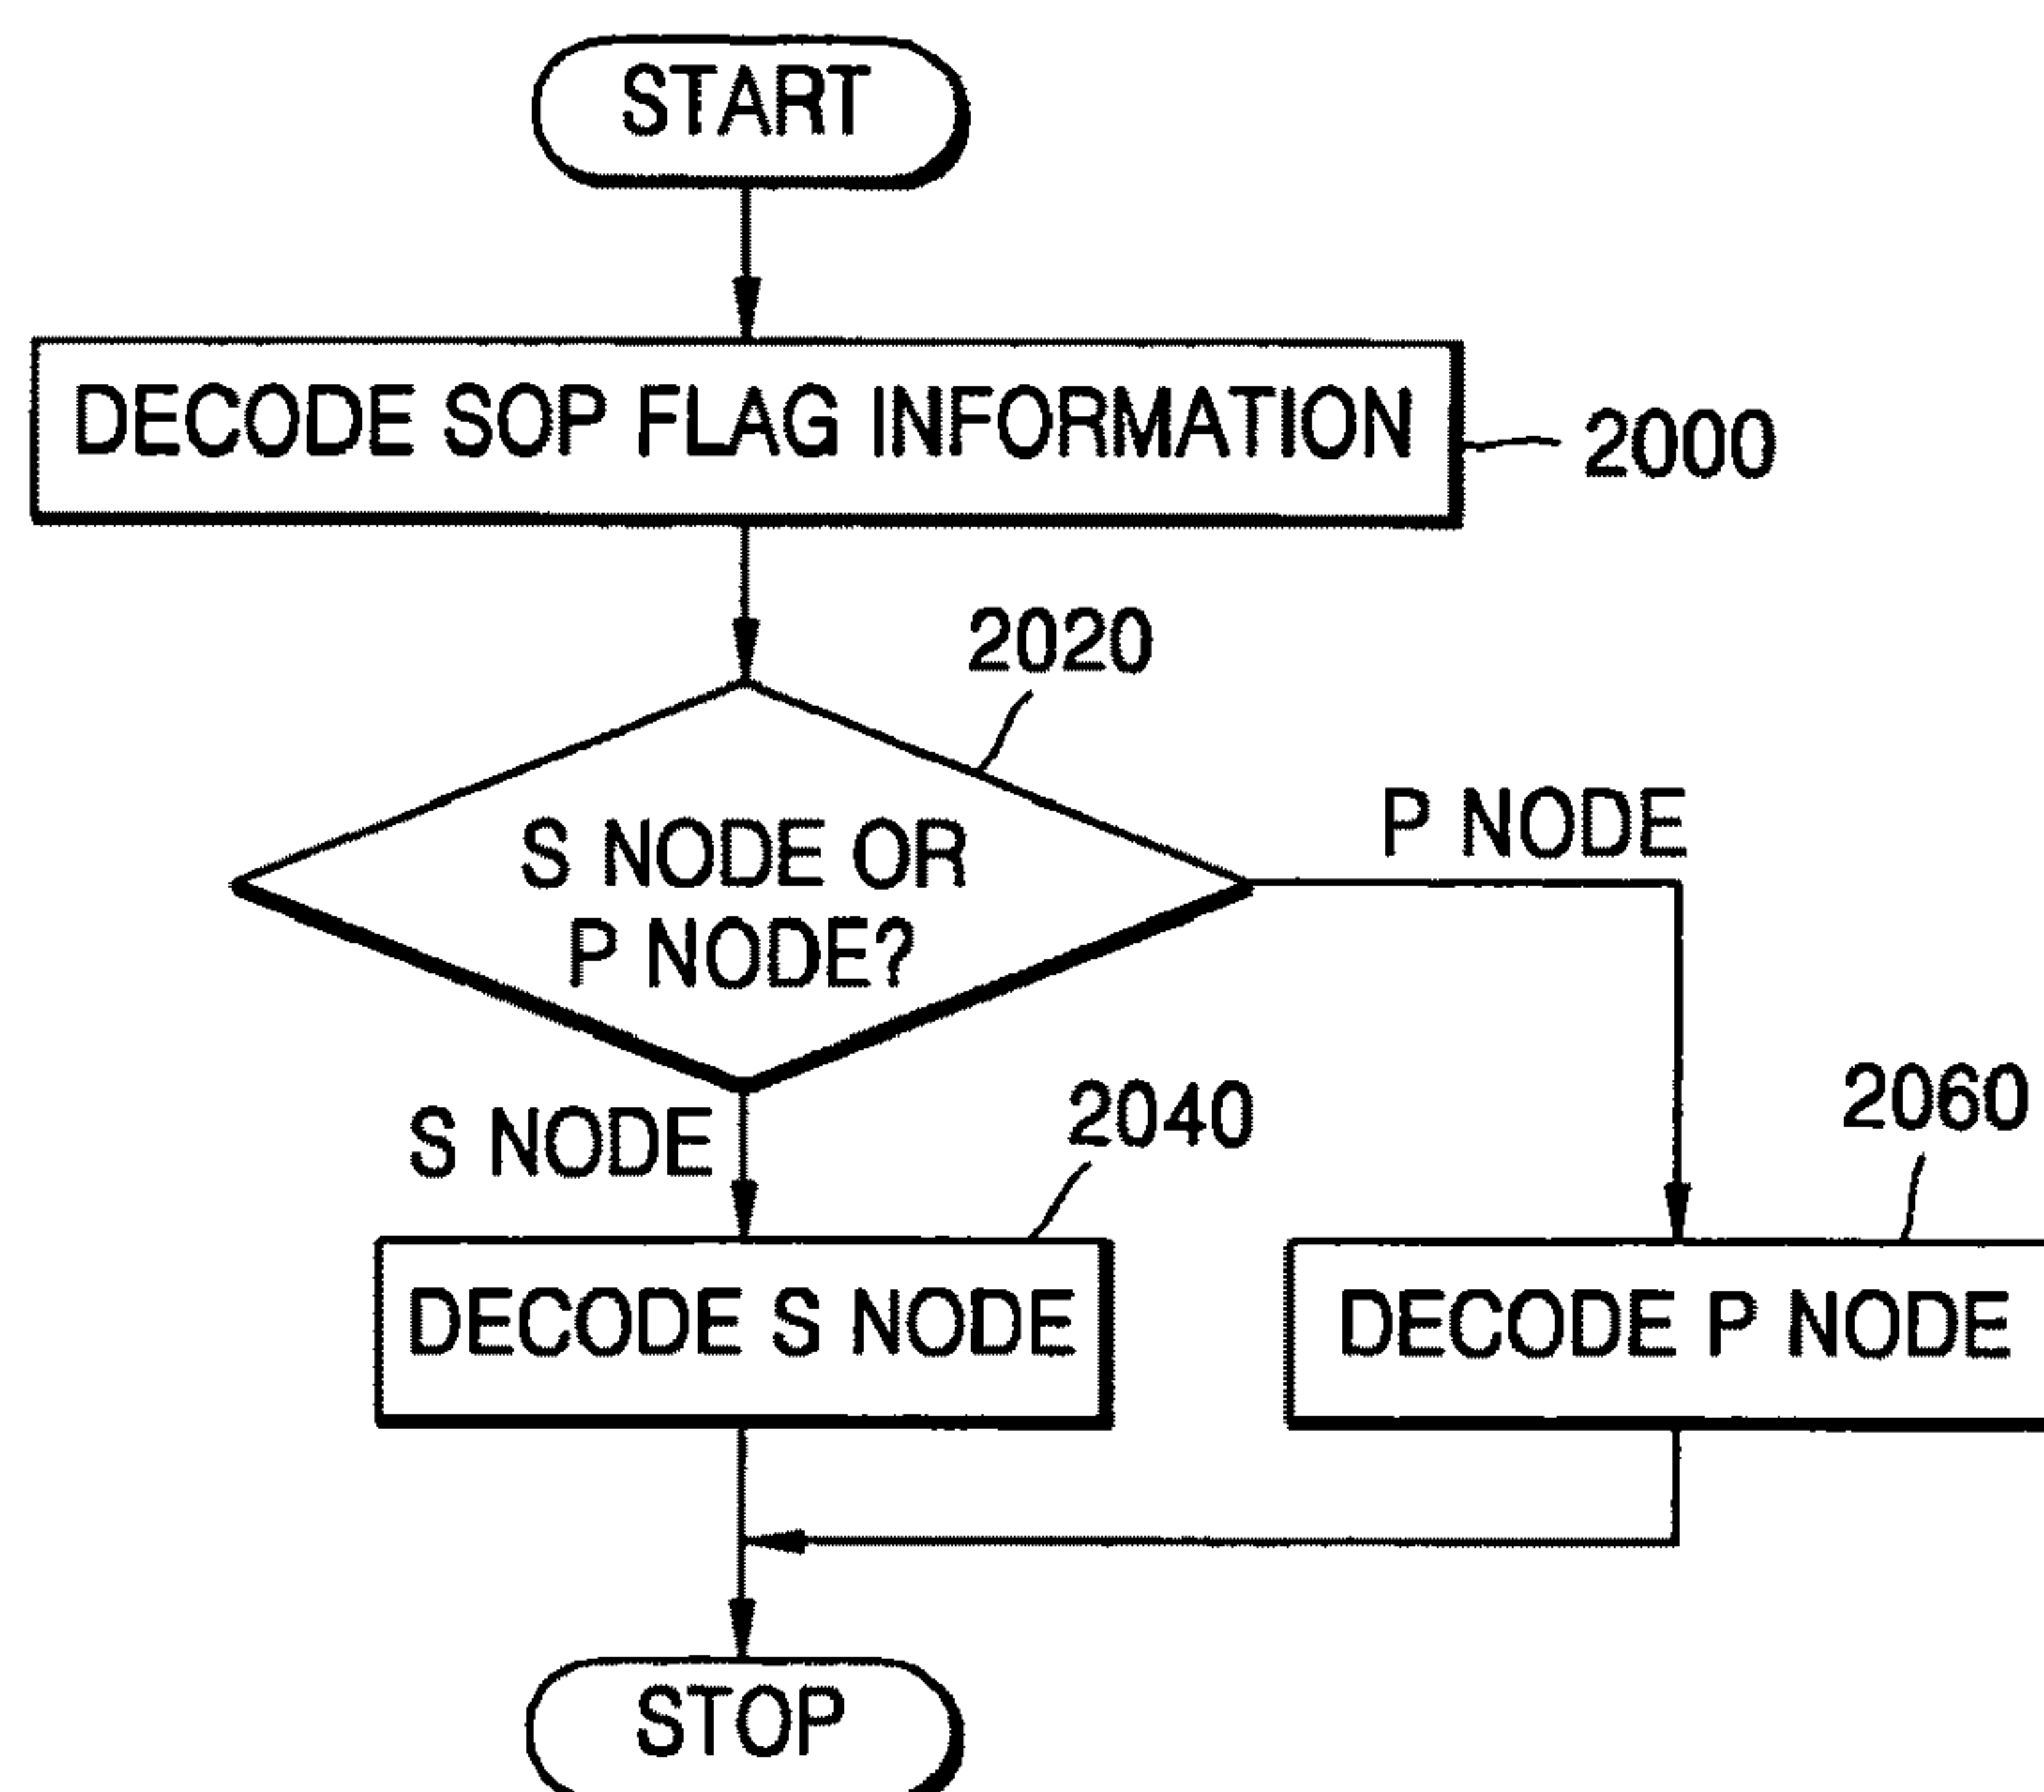 START
DECODE SOP FLAG INFORMATION
2000
2020
S NODE OR
P NODE?
P NODE
S NODE
2040
2060
DECODE S NODE
DECODE P NODE
STOP